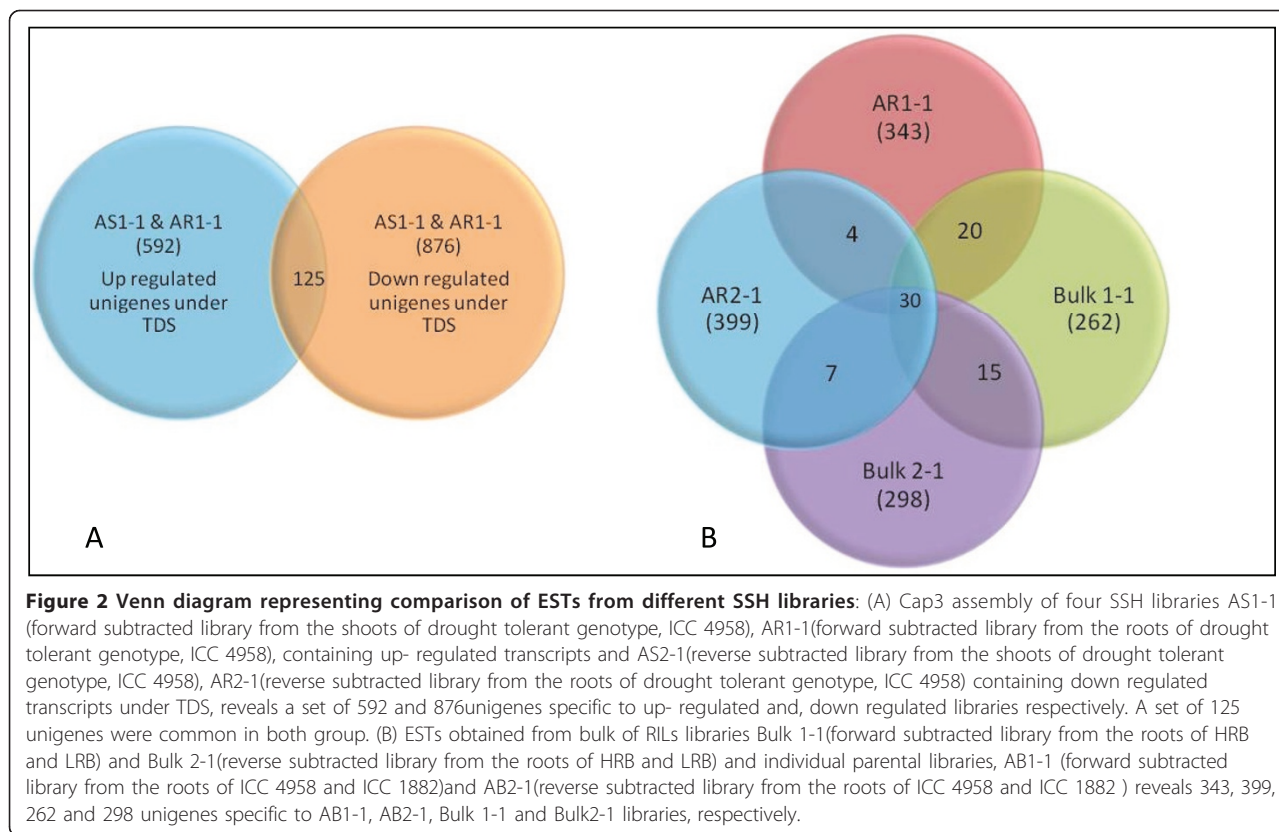 AS1-1 & AR1-1
(592)
Up regulated
unigenes under
TDS
125
AS1-1 & AR1-1
(876)
Down regulated
unigenes under
TDS
A
AR1-1
(343)
4
20
AR2-1
(399)
30
Bulk 1-1
(262)
7
15
Bulk 2-1
(298)
B
Figure 2 Venn diagram representing comparison of ESTs from different SSH libraries: (A) Cap3 assembly of four SSH libraries AS1-1
(forward subtracted library from the shoots of drought tolerant genotype, ICC 4958), AR1-1(forward subtracted library from the roots of drought
tolerant genotype, ICC 4958), containing up- regulated transcripts and AS2-1(reverse subtracted library from the shoots of drought tolerant
genotype, ICC 4958), AR2-1(reverse subtracted library from the roots of drought tolerant genotype, ICC 4958) containing down regulated
transcripts under TDS, reveals a set of 592 and 876unigenes specific to up- regulated and, down regulated libraries respectively. A set of 125
unigenes were common in both group. (B) ESTs obtained from bulk of RILs libraries Bulk 1-1(forward subtracted library from the roots of HRB
and LRB) and Bulk 2-1(reverse subtracted library from the roots of HRB and LRB) and individual parental libraries, AB1-1 (forward subtracted
library from the roots of ICC 4958 and ICC 1882)and AB2-1(reverse subtracted library from the roots of ICC 4958 and ICC 1882 ) reveals 343, 399,
262 and 298 unigenes specific to AB1-1, AB2-1, Bulk 1-1 and Bulk2-1 libraries, respectively.